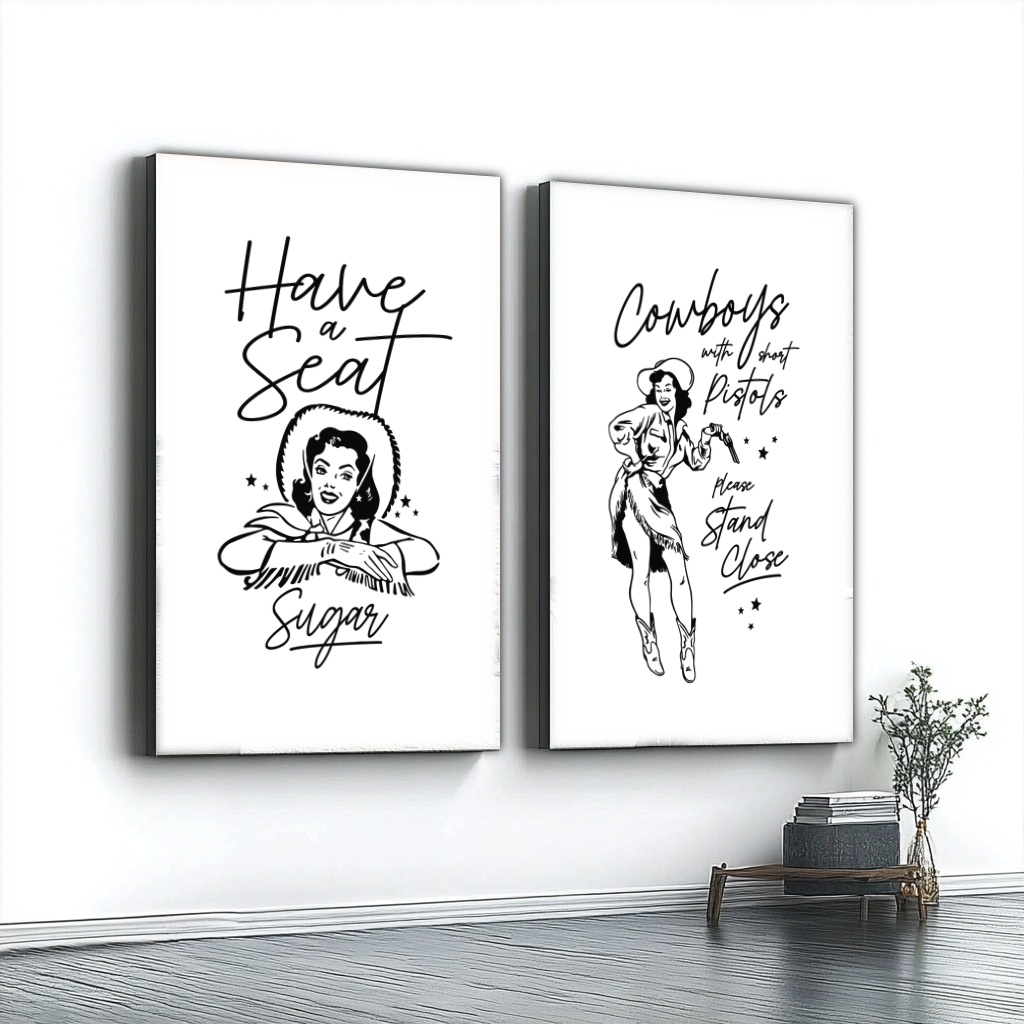 Have
a
Seat
Sugar
Cowboys
with short
Pistols
please
Stand
Close